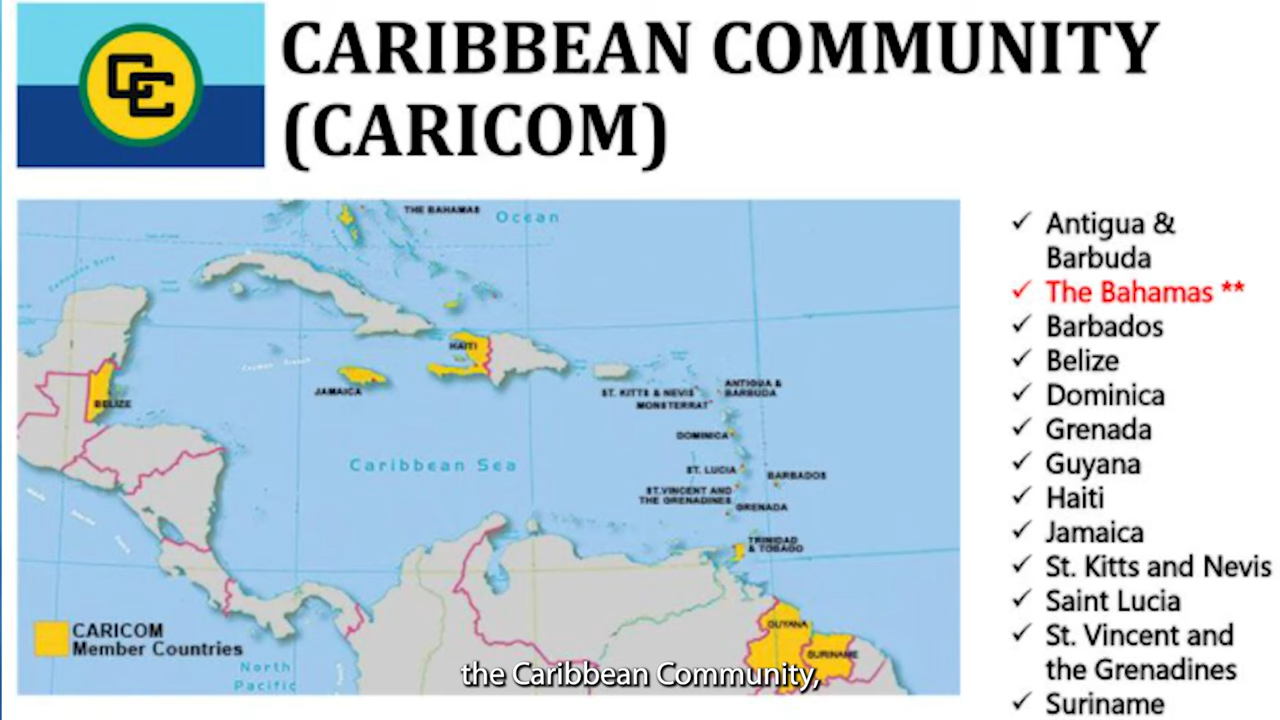 CARIBBEAN COMMUNITY
(CARICOM)
THE BAHAMAS
Ocean
HAITI
JAMAICA
BELIZE
ST. KITTS & NEVIS
ANTIGUA &
BARBUDA
MONSTERRAT
DOMINICA
Caribbean Sea
ST. LUCIA
BARBADOS
ST.VINCENT AND
THE GRENADINES
GRENADA
TRINIDAD
& TOBAGO
GUYANA
SURINAME
CARICOM
Member Countries
North
Pacific
✓ Antigua &
Barbuda
✓ The Bahamas **
✓ Barbados
✓ Belize
✓ Dominica
✓ Grenada
✓ Guyana
✓ Haiti
✓ Jamaica
✓ St. Kitts and Nevis
✓ Saint Lucia
✓ St. Vincent and
the Grenadines
✓ Suriname
the Caribbean Community,